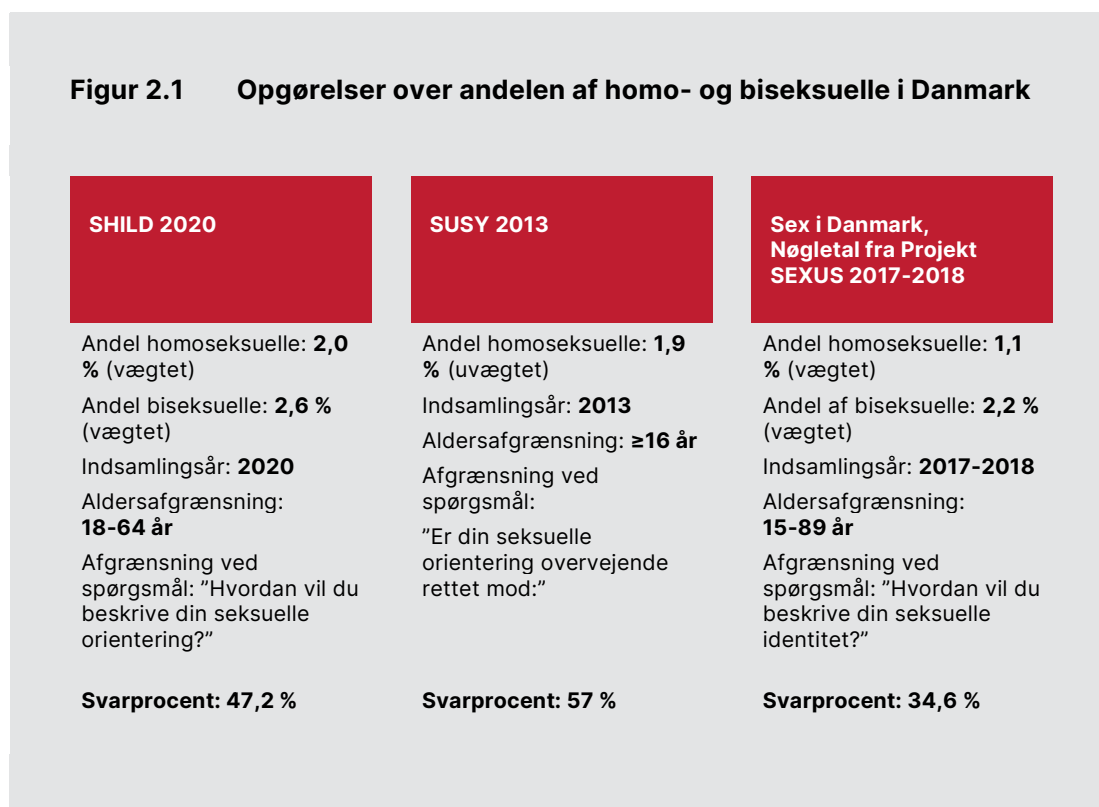 Figur 2.1 Opgørelser over andelen af homo- og biseksuelle i Danmark
SHILD 2020
Andel homoseksuelle: 2,0
% (vægtet)
Andel biseksuelle: 2,6 %
(vægtet)
Indsamlingsår: 2020
Aldersafgrænsning:
18-64 år
Afgrænsning ved
spørgsmål: ”Hvordan vil du
beskrive din seksuelle
orientering?”
Svarprocent: 47,2 %
SUSY 2013
Andel homoseksuelle: 1,9
% (uvægtet)
Indsamlingsår: 2013
Aldersafgrænsning: ≥16 år
Afgrænsning ved
spørgsmål:
”Er din seksuelle
orientering overvejende
rettet mod:”
Svarprocent: 57 %
Sex i Danmark,
Nøgletal fra Projekt
SEXUS 2017-2018
Andel homoseksuelle: 1,1
% (vægtet)
Andel af biseksuelle: 2,2 %
(vægtet)
Indsamlingsår: 2017-2018
Aldersafgrænsning:
15-89 år
Afgrænsning ved
spørgsmål: ”Hvordan vil du
beskrive din seksuelle
identitet?”
Svarprocent: 34,6 %